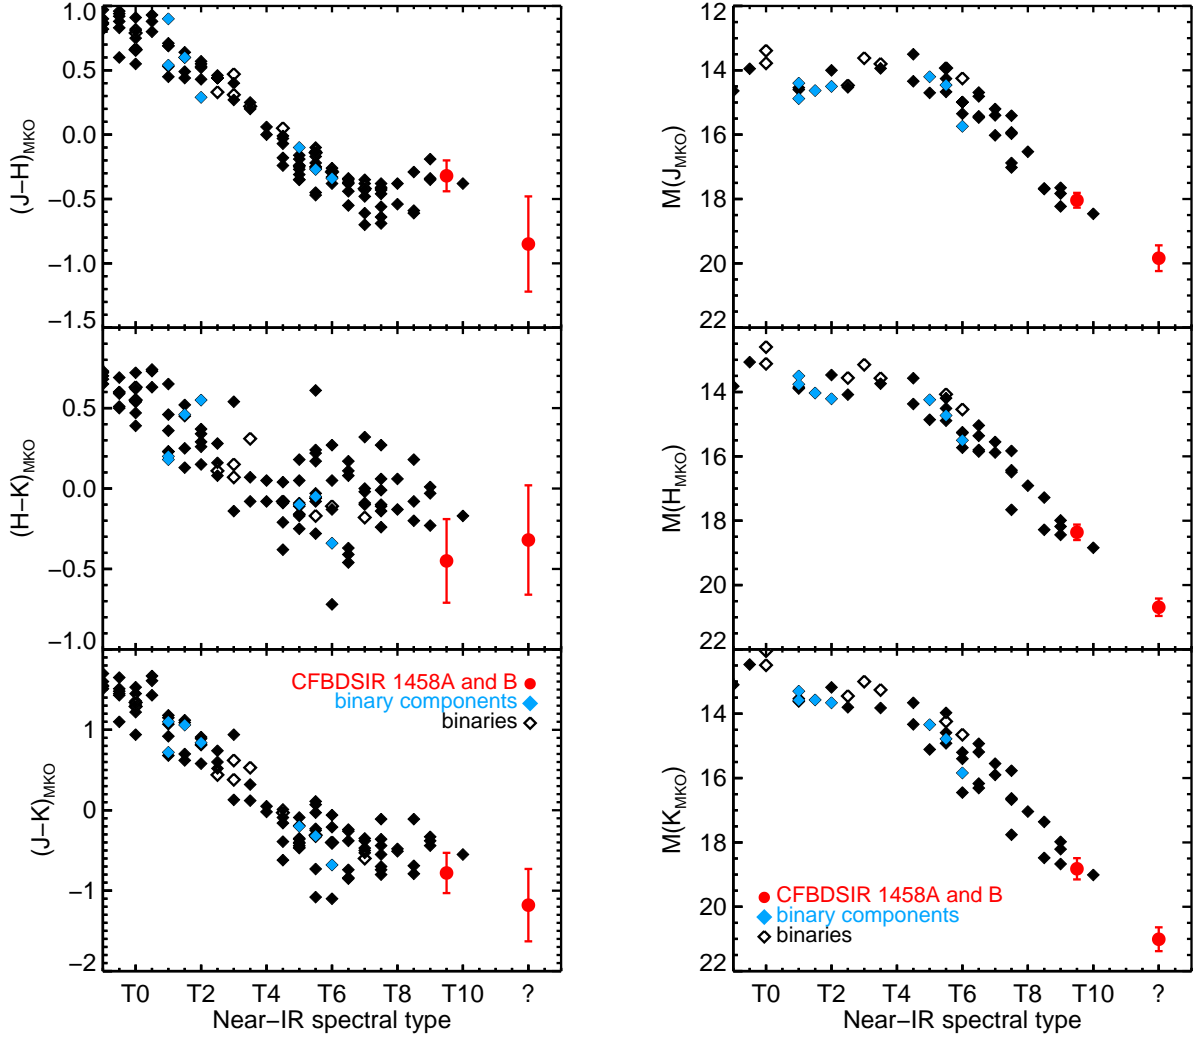 1.0
0.5
0.0
−0.5
−1.0
−1.5
(J−H)MKO
0.5
0.0
−0.5
−1.0
(H−K)MKO
1
0
−1
−2
(J−K)MKO
CFBDSIR 1458A and B
binary components
binaries
T0 T2 T4 T6 T8 T10 ?
Near−IR spectral type
12
14
16
18
20
22
M(JMKO)
14
16
18
20
22
M(HMKO)
14
16
18
20
22
M(KMKO)
CFBDSIR 1458A and B
binary components
binaries
T0 T2 T4 T6 T8 T10 ?
Near−IR spectral type